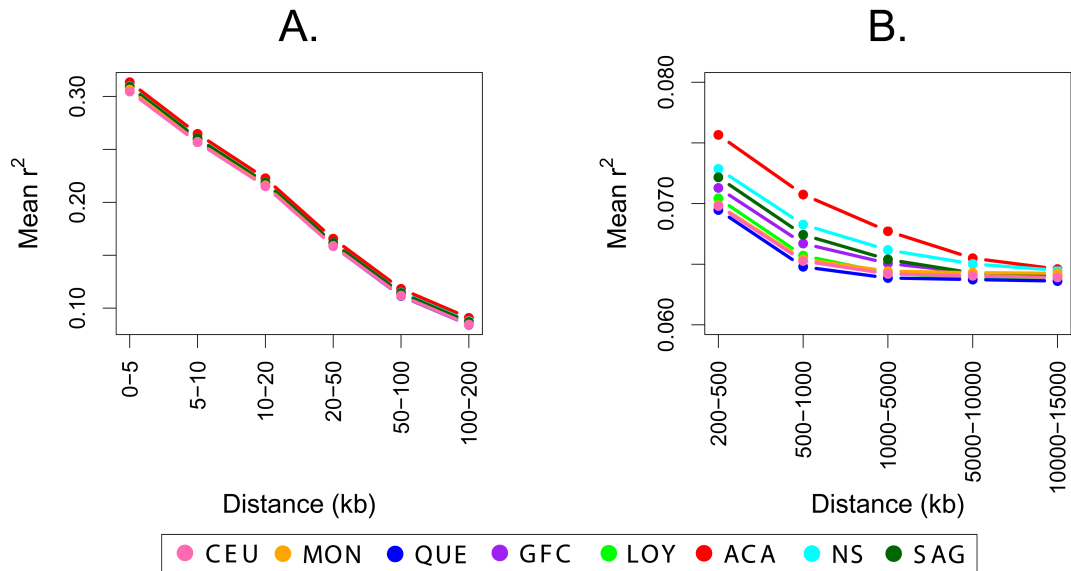 A.
Mean r²
0.30
0.20
0.10
0−5
5−10
10−20
20−50
50−100
100−200
Distance (kb)
B.
Mean r²
0.080
0.070
0.060
200−500
500−1000
1000−5000
5000−10000
10000−15000
Distance (kb)
CEU MON QUE GFC LOY ACA NS SAG